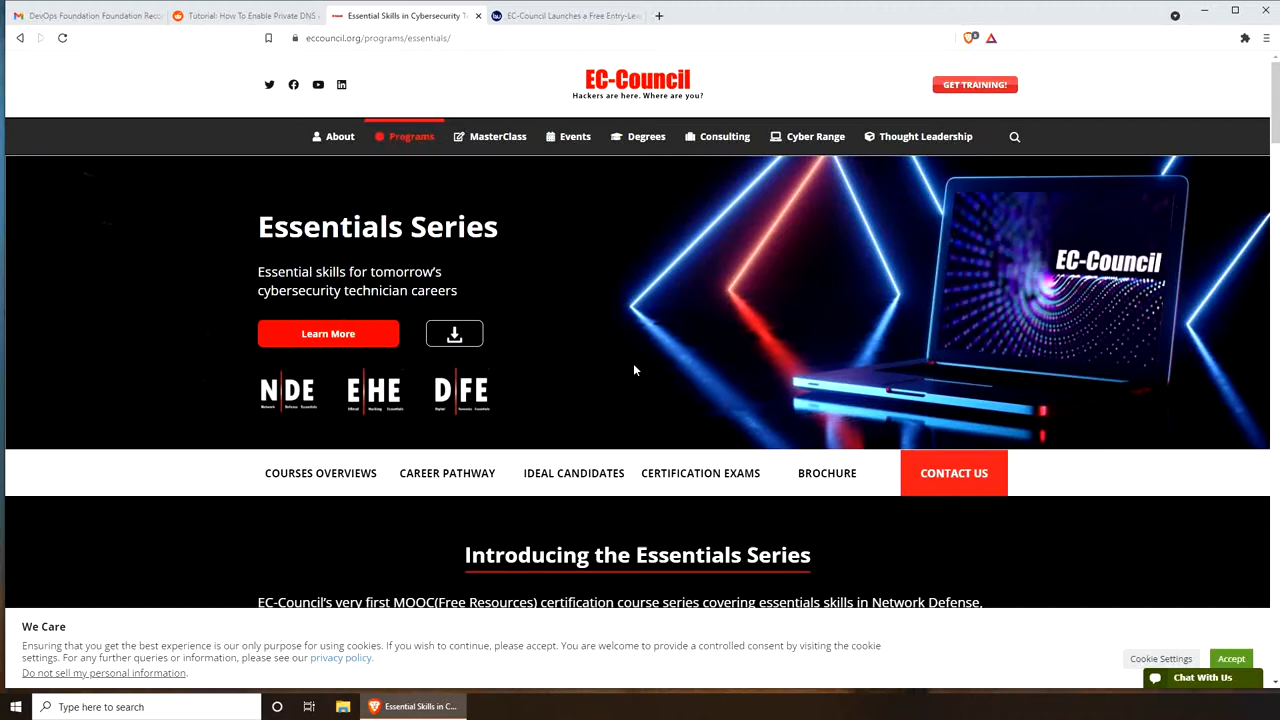 DevOps Foundation Foundation Reco
Tutorial: How To Enable Private DNS
Essential Skills in Cybersecurity T
EC-Council Launches a Free Entry-Lev
eccouncil.org/programs/essentials/
EC-Council
Hackers are here. Where are you?
GET TRAINING!
About
Programs
MasterClass
Events
Degrees
Consulting
Cyber Range
Thought Leadership
Essentials Series
Essential skills for tomorrow's
cybersecurity technician careers
Learn More
EC-Council
NDE
Network Defense Essentials
EHE
Ethical Hacking Essentials
DFE
Digital Forensics Essentials
COURSES OVERVIEWS
CAREER PATHWAY
IDEAL CANDIDATES
CERTIFICATION EXAMS
BROCHURE
CONTACT US
Introducing the Essentials Series
EC-Council's very first MOOC(Free Resources) certification course series covering essentials skills in Network Defense,
We Care
Ensuring that you get the best experience is our only purpose for using cookies. If you wish to continue, please accept. You are welcome to provide a controlled consent by visiting the cookie
settings. For any further queries or information, please see our privacy policy.
Do not sell my personal information.
Cookie Settings
Accept
Chat With Us
Type here to search
Essential Skills in C...